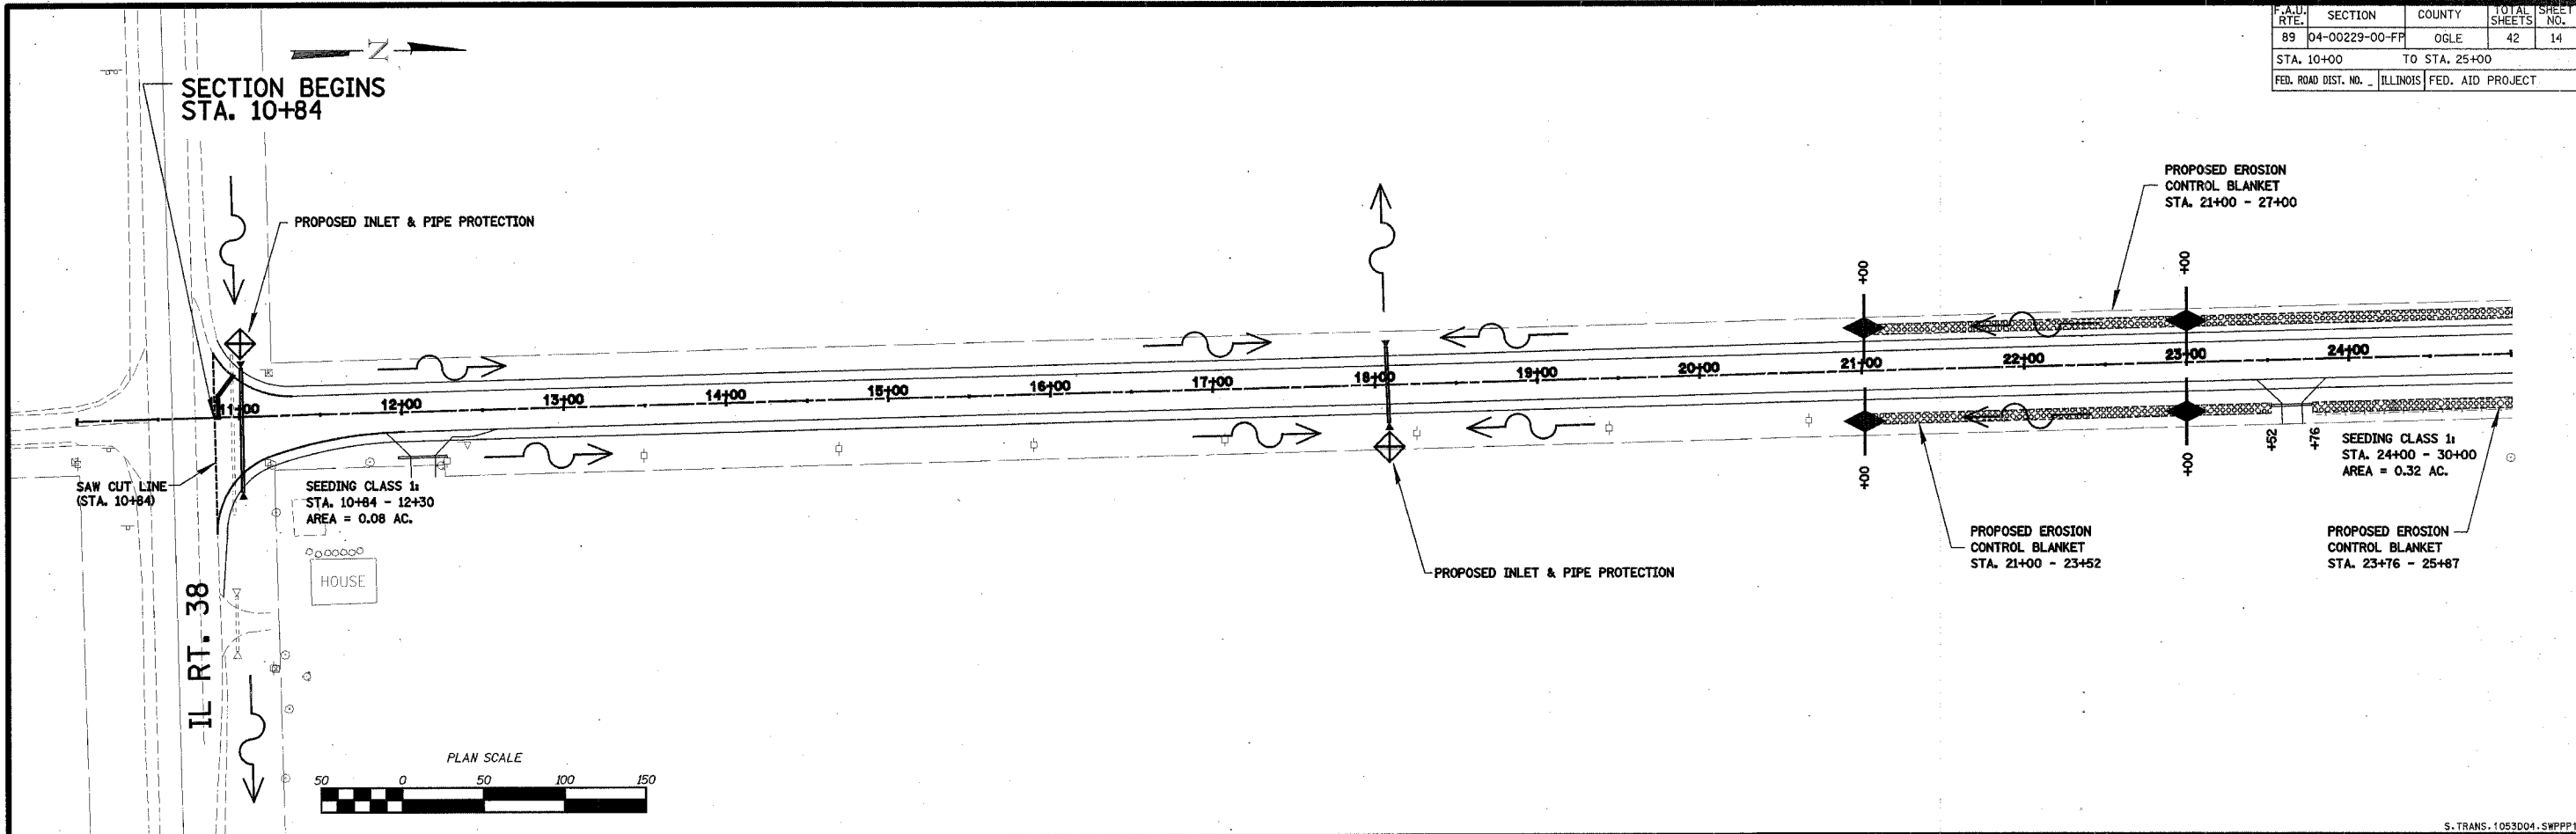 F.A.U. RTE. SECTION COUNTY TOTAL SHEETS SHEET NO.
89 04-00229-00-FP OGLE 42 14
STA. 10+00 TO STA. 25+00
FED. ROAD DIST. NO. _ ILLINOIS FED. AID PROJECT
Z
SECTION BEGINS
STA. 10+84
PROPOSED INLET & PIPE PROTECTION
PROPOSED EROSION
CONTROL BLANKET
STA. 21+00 - 27+00
+00
+00
11+00
12+00
13+00
14+00
15+00
16+00
17+00
18+00
19+00
20+00
21+00
22+00
23+00
24+00
+00
+00
+52
+76
SAW CUT LINE
(STA. 10+84)
SEEDING CLASS 1:
STA. 10+84 - 12+30
AREA = 0.08 AC.
SEEDING CLASS 1:
STA. 24+00 - 30+00
AREA = 0.32 AC.
HOUSE
IL RT. 38
PROPOSED INLET & PIPE PROTECTION
PROPOSED EROSION
CONTROL BLANKET
STA. 21+00 - 23+52
PROPOSED EROSION
CONTROL BLANKET
STA. 23+76 - 25+87
PLAN SCALE
50 0 50 100 150
S.TRANS.1053D04.SWPPP1